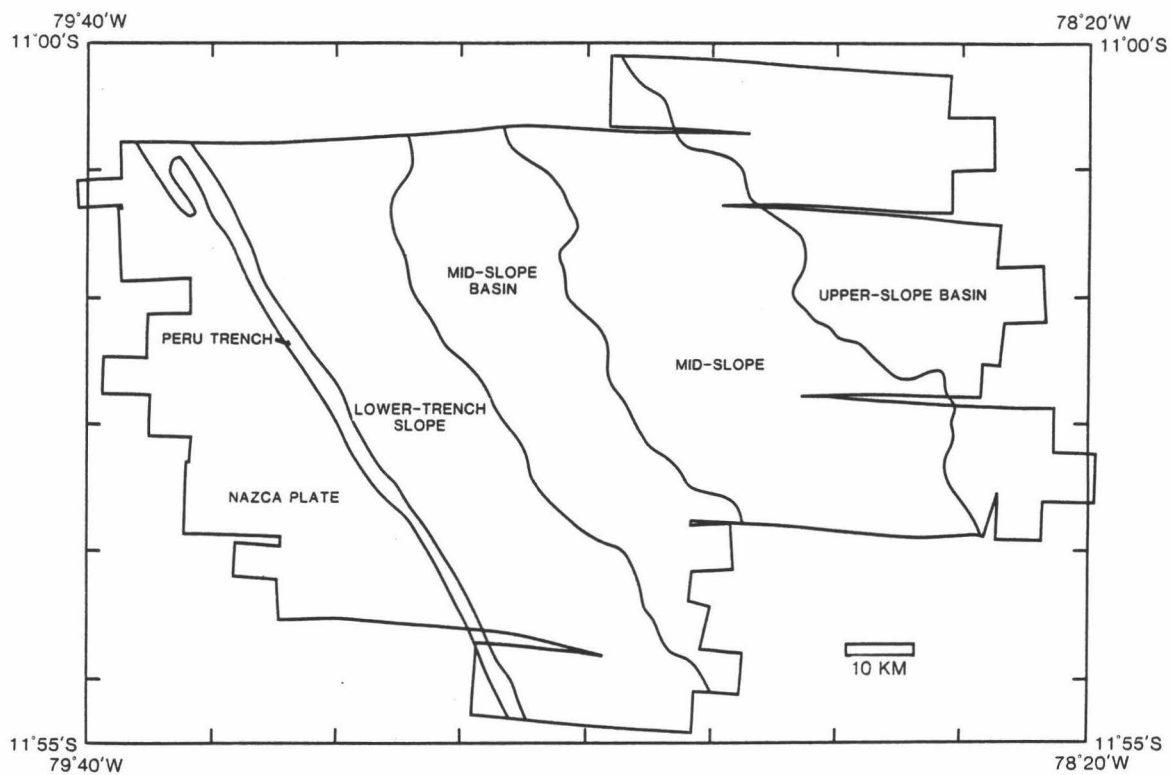 79°40'W
78°20'W
11°00'S
11°00'S
MID-SLOPE
BASIN
UPPER-SLOPE BASIN
PERU TRENCH
MID-SLOPE
LOWER-TRENCH
SLOPE
NAZCA PLATE
10 KM
11°55'S
11°55'S
79°40'W
78°20'W